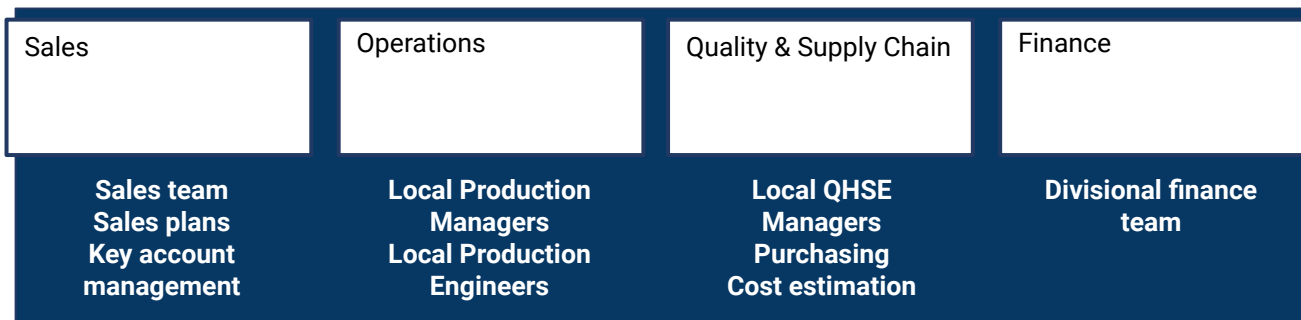 Sales
Operations
Quality & Supply Chain
Finance
Sales team
Sales plans
Key account
management
Local Production
Managers
Local Production
Engineers
Local QHSE
Managers
Purchasing
Cost estimation
Divisional finance
team